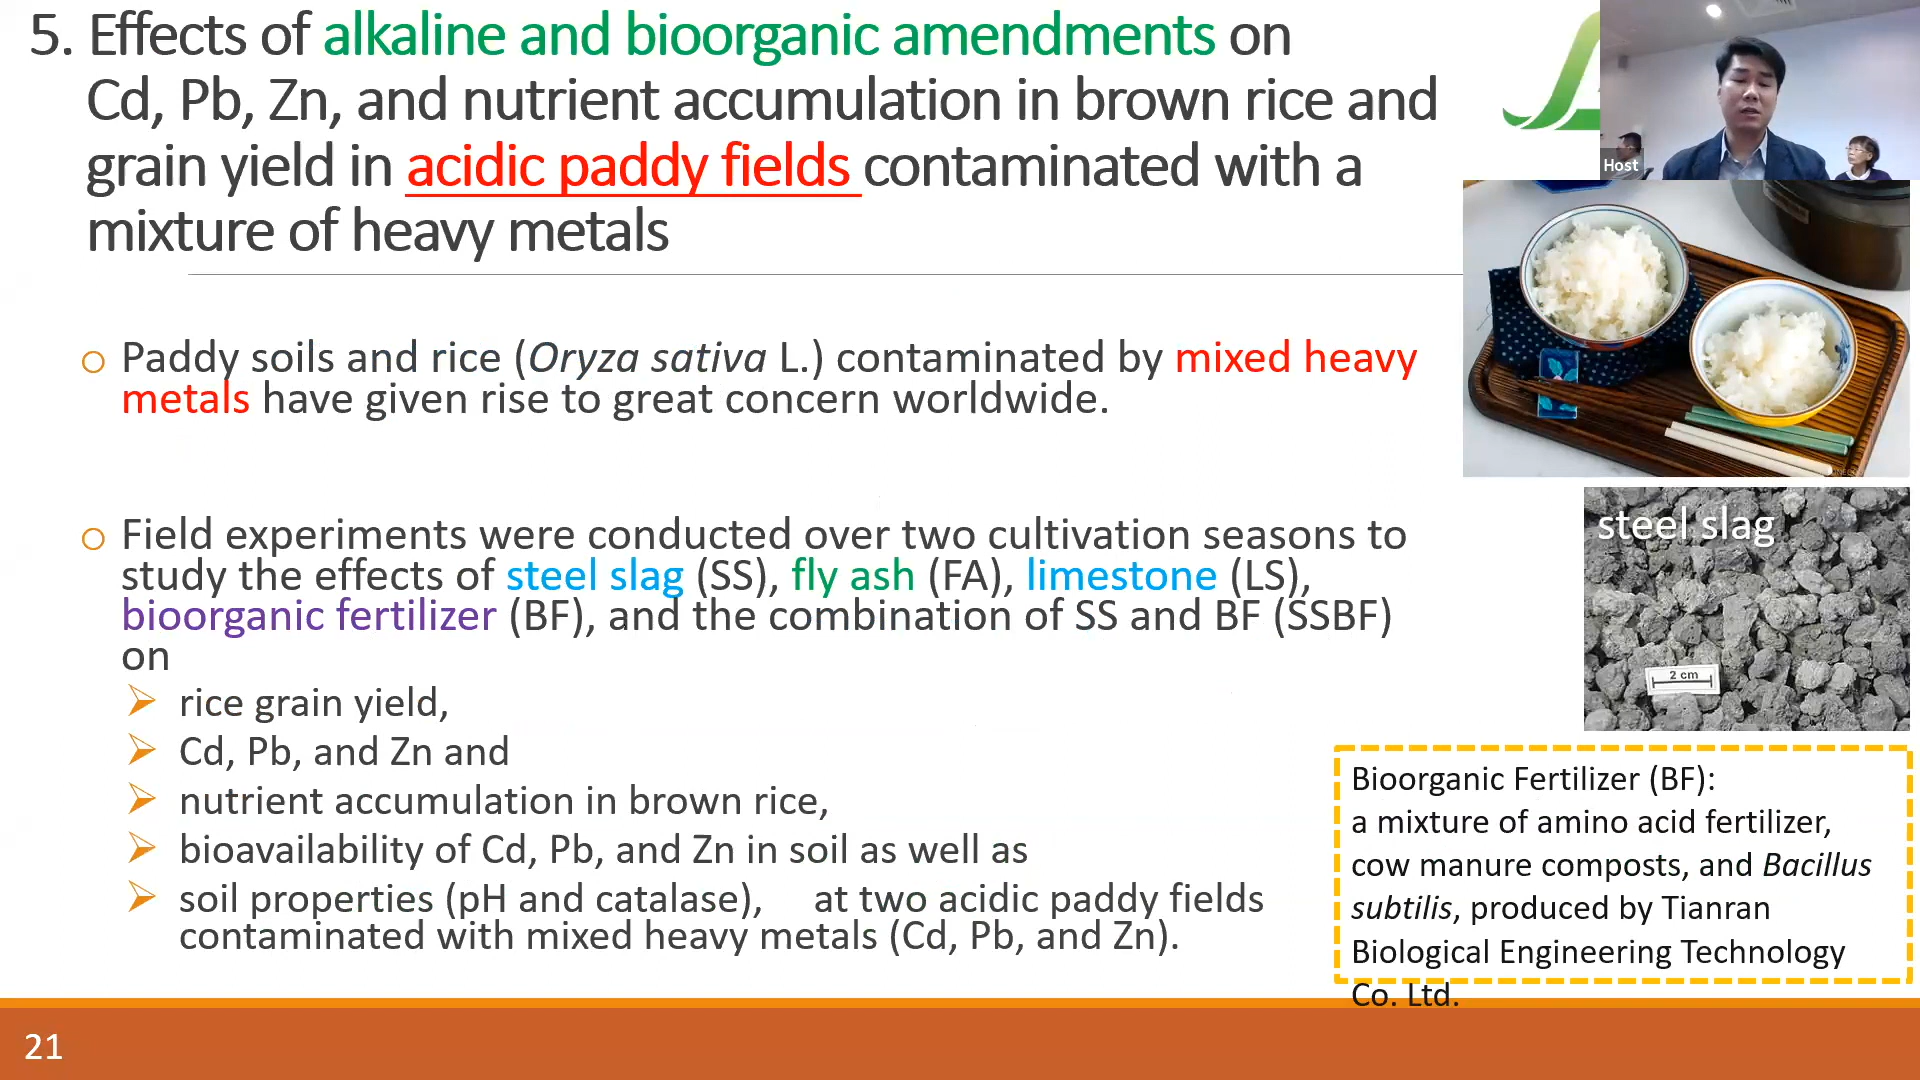 5. Effects of alkaline and bioorganic amendments on
Cd, Pb, Zn, and nutrient accumulation in brown rice and
grain yield in acidic paddy fields contaminated with a
mixture of heavy metals
Host
o Paddy soils and rice (Oryza sativa L.) contaminated by mixed heavy
metals have given rise to great concern worldwide.
o Field experiments were conducted over two cultivation seasons to
study the effects of steel slag (SS), fly ash (FA), limestone (LS),
bioorganic fertilizer (BF), and the combination of SS and BF (SSBF)
on
➢ rice grain yield,
➢ Cd, Pb, and Zn and
➢ nutrient accumulation in brown rice,
➢ bioavailability of Cd, Pb, and Zn in soil as well as
➢ soil properties (pH and catalase), at two acidic paddy fields
contaminated with mixed heavy metals (Cd, Pb, and Zn).
steel slag
2 cm
Bioorganic Fertilizer (BF):
a mixture of amino acid fertilizer,
cow manure composts, and Bacillus
subtilis, produced by Tianran
Biological Engineering Technology
Co. Ltd.
21